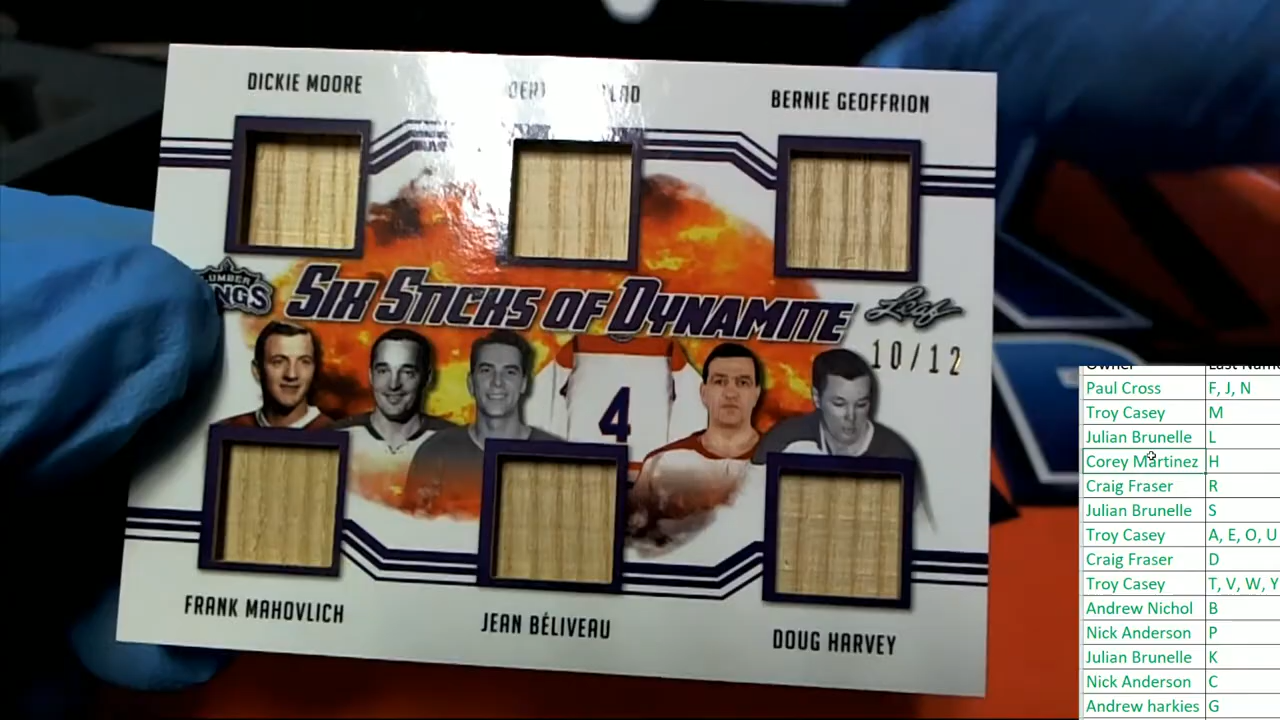 DICKIE MOORE
BERNIE GEOFFRION
SIX STICKS OF DYNAMITE
Leaf
10/12
4
FRANK MAHOVLICH
JEAN BÉLIVEAU
DOUG HARVEY
Owner
Paul Cross F, J, N
Troy Casey M
Julian Brunelle L
Corey Martinez H
Craig Fraser R
Julian Brunelle S
Troy Casey A, E, O, U
Craig Fraser D
Troy Casey T, V, W, Y
Andrew Nichol B
Nick Anderson P
Julian Brunelle K
Nick Anderson C
Andrew harkies G